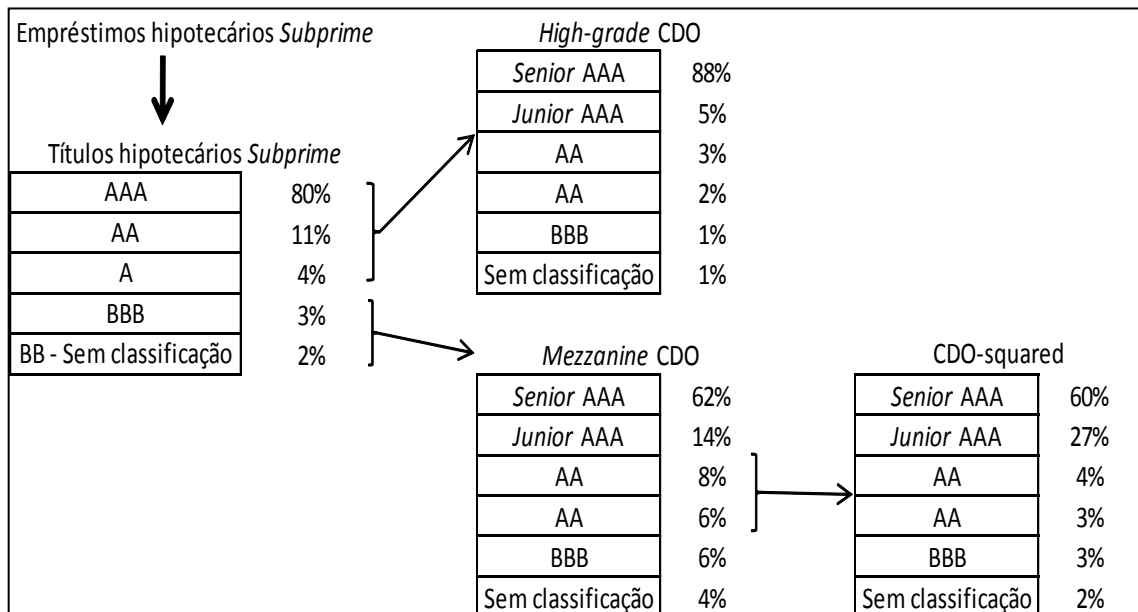 Empréstimos hipotecários Subprime
Títulos hipotecários Subprime
AAA 80%
AA 11%
A 4%
BBB 3%
BB - Sem classificação 2%
High-grade CDO
Senior AAA 88%
Junior AAA 5%
AA 3%
AA 2%
BBB 1%
Sem classificação 1%
Mezzanine CDO
Senior AAA 62%
Junior AAA 14%
AA 8%
AA 6%
BBB 6%
Sem classificação 4%
CDO-squared
Senior AAA 60%
Junior AAA 27%
AA 4%
AA 3%
BBB 3%
Sem classificação 2%